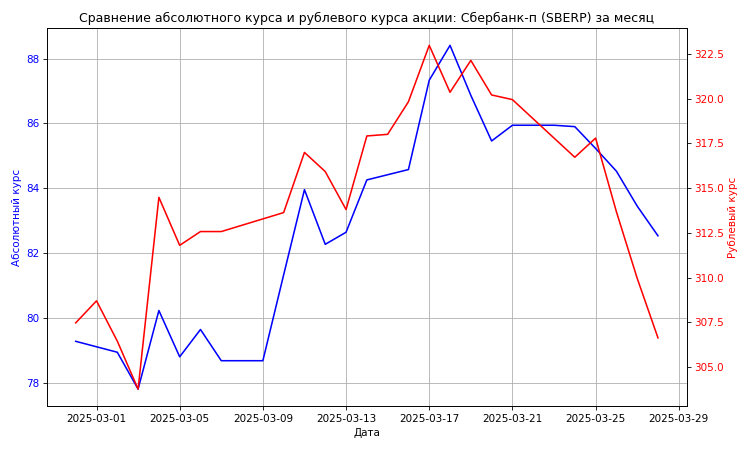 Сравнение абсолютного курса и рублевого курса акции: Сбербанк-п (SBERP) за месяц
Абсолютный курс
88
86
84
82
80
78
322.5
320.0
317.5
315.0
312.5
310.0
307.5
305.0
Рублевый курс
2025-03-01 2025-03-05 2025-03-09 2025-03-13 2025-03-17 2025-03-21 2025-03-25 2025-03-29
Дата